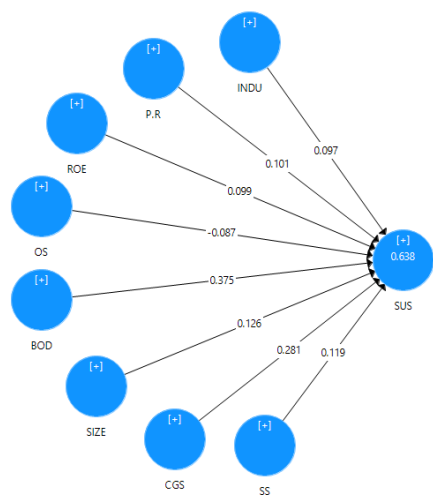 [+]
INDU
[+]
P.R
[+]
ROE
[+]
OS
[+]
BOD
[+]
SIZE
[+]
CGS
[+]
SS
0.097
0.101
0.099
-0.087
0.375
0.126
0.281
0.119
[+]
0.638
SUS